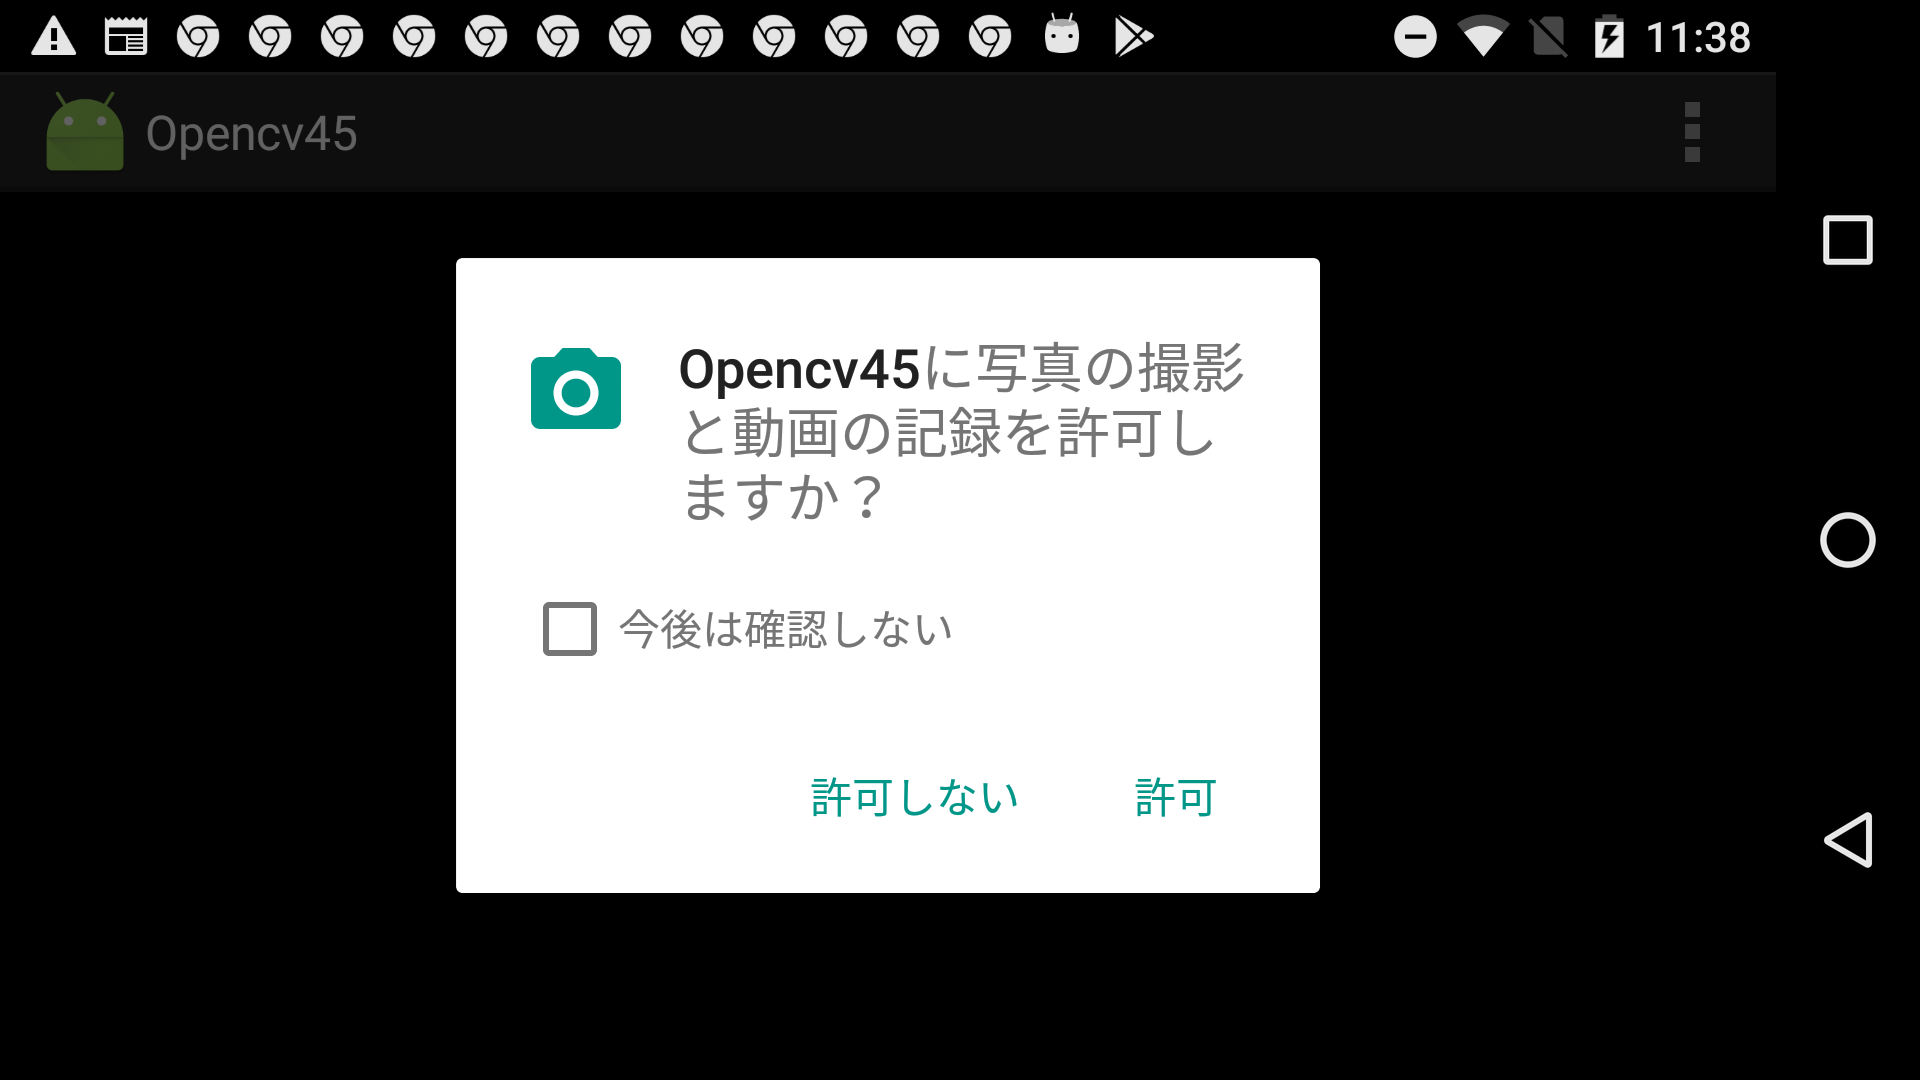 11:38
Opencv45
Opencv45に写真の撮影
と動画の記録を許可し
ますか？
今後は確認しない
許可しない 許可